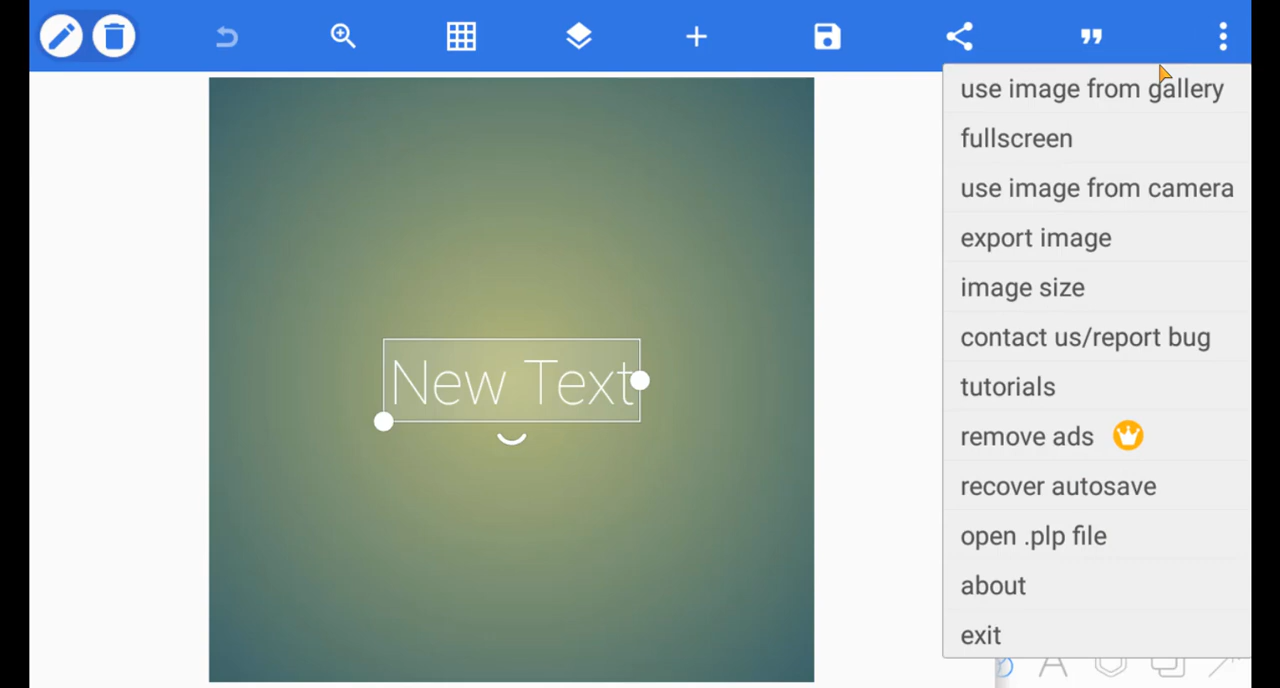 use image from gallery
fullscreen
use image from camera
export image
image size
contact us/report bug
New Text
tutorials
remove ads
recover autosave
open .plp file
about
exit